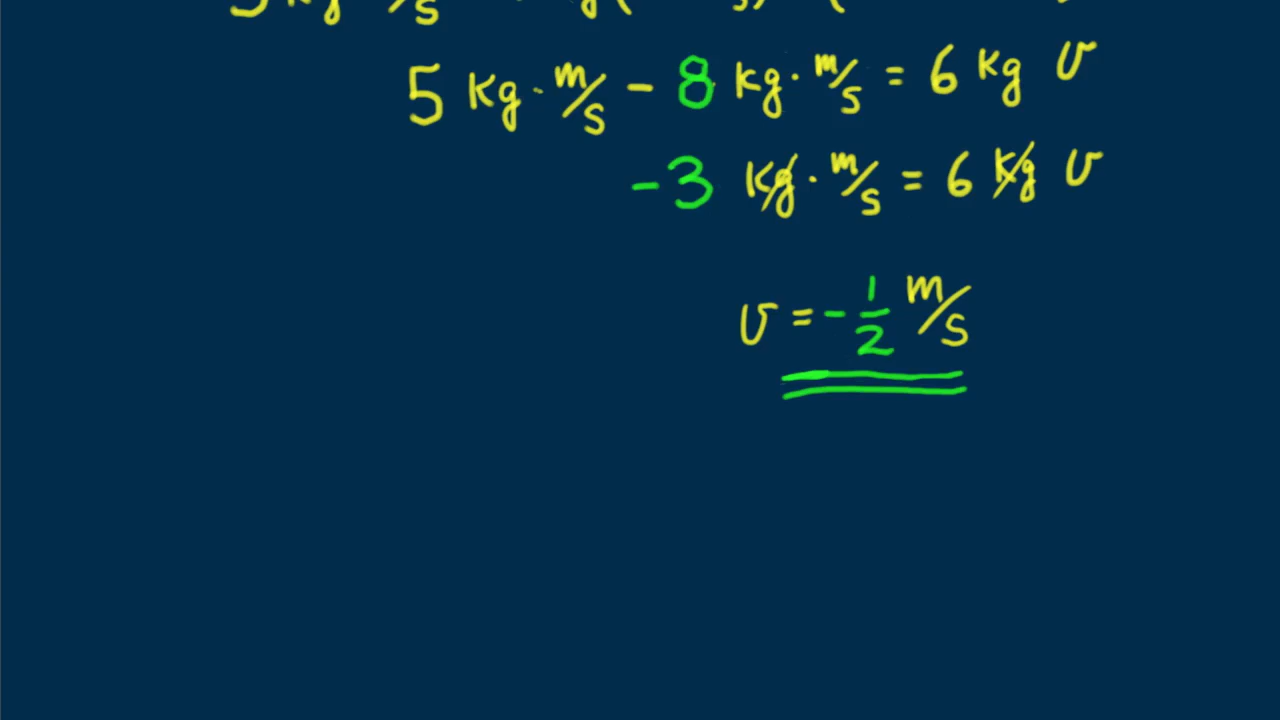 5 kg · m/s - 8 kg · m/s = 6 kg v
-3 kg · m/s = 6 kg v
v = -1/2 m/s